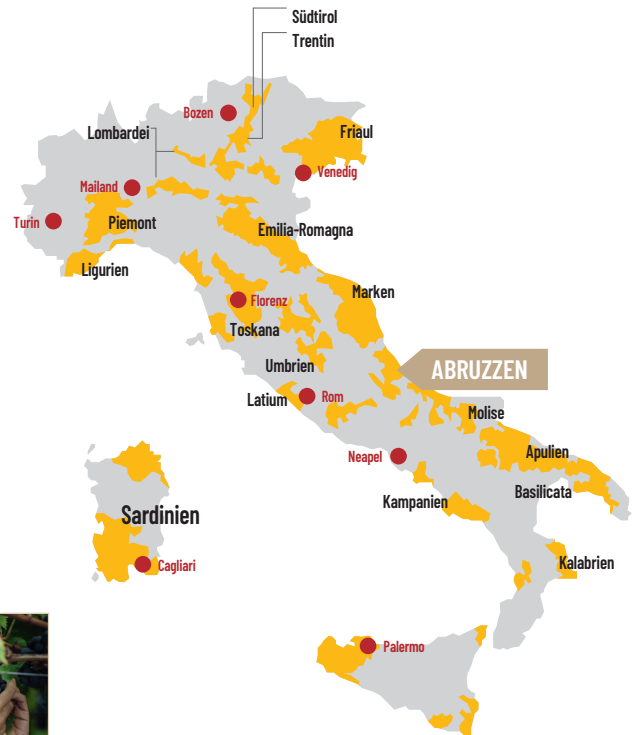 Südtirol
Trentin
Bozen
Lombardei
Friaul
Venedig
Mailand
Turin
Piemont
Emilia-Romagna
Ligurien
Marken
Florenz
Toskana
Umbrien
ABRUZZEN
Latium
Rom
Molise
Neapel
Apulien
Basilicata
Kampanien
Sardinien
Kalabrien
Cagliari
Palermo